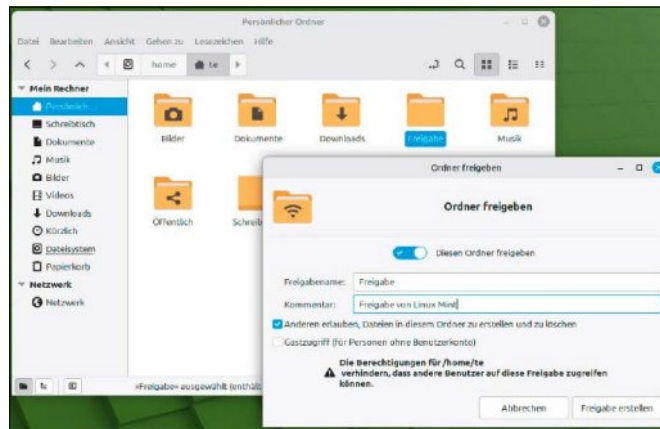 Persönlicher Ordner
Datei Bearbeiten Ansicht Gehen zu Lesezeichen Hilfe
home te
Mein Rechner
Persönlich...
Schreibtisch
Dokumente
Musik
Bilder
Videos
Downloads
Kürzlich
Dateisystem
Papierkorb
Netzwerk
Netzwerk
Bilder Dokumente Downloads Freigabe Musik
Öffentlich Schreib
»Freigabe« ausgewählt (enthält
Ordner freigeben
Ordner freigeben
Diesen Ordner freigeben
Freigabename: Freigabe
Kommentar: Freigabe von Linux Mint
Anderen erlauben, Dateien in diesem Ordner zu erstellen und zu löschen
Gastzugriff (für Personen ohne Benutzerkonto)
Die Berechtigungen für /home/te
verhindern, dass andere Benutzer auf diese Freigabe zugreifen
können.
Abbrechen Freigabe erstellen